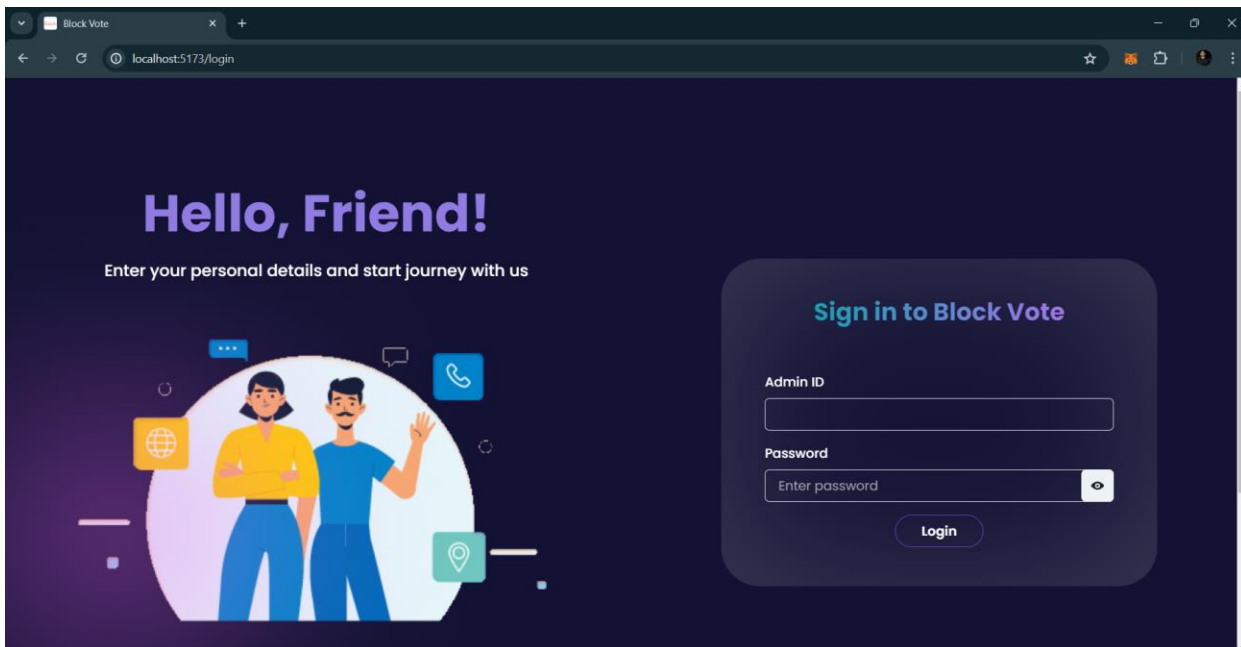 Block Vote
localhost:5173/login
Hello, Friend!
Enter your personal details and start journey with us
Sign in to Block Vote
Admin ID
Password
Enter password
Login